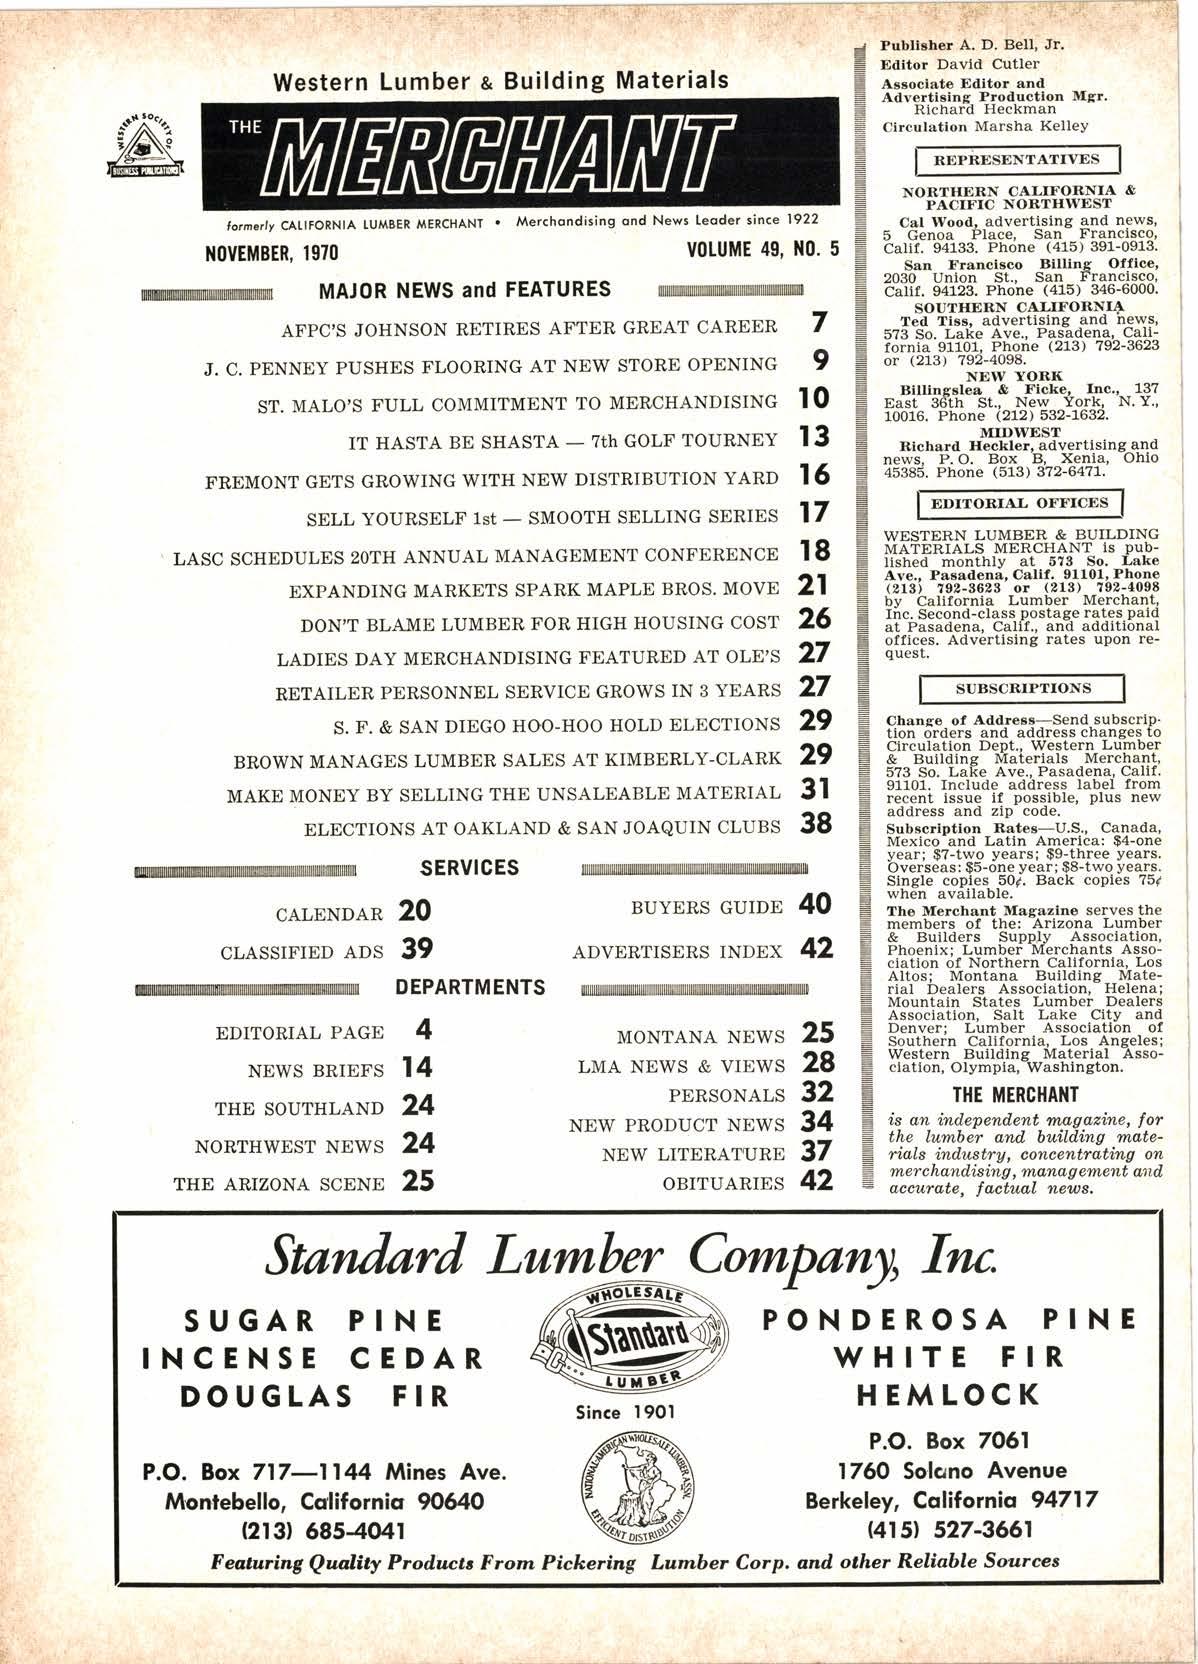 Western Lumber & Building Materials
WESTERN SOCIETY OF
BUSINESS PUBLICATIONS
THE MERCHANT
formerly CALIFORNIA LUMBER MERCHANT • Merchandising and News Leader since 1922
NOVEMBER, 1970 VOLUME 49, NO. 5
MAJOR NEWS and FEATURES
AFPC'S JOHNSON RETIRES AFTER GREAT CAREER 7
J. C. PENNEY PUSHES FLOORING AT NEW STORE OPENING 9
ST. MALO'S FULL COMMITMENT TO MERCHANDISING 10
IT HASTA BE SHASTA — 7th GOLF TOURNEY 13
FREMONT GETS GROWING WITH NEW DISTRIBUTION YARD 16
SELL YOURSELF 1st — SMOOTH SELLING SERIES 17
LASC SCHEDULES 20TH ANNUAL MANAGEMENT CONFERENCE 18
EXPANDING MARKETS SPARK MAPLE BROS. MOVE 21
DON'T BLAME LUMBER FOR HIGH HOUSING COST 26
LADIES DAY MERCHANDISING FEATURED AT OLE'S 27
RETAILER PERSONNEL SERVICE GROWS IN 3 YEARS 27
S. F. & SAN DIEGO HOO-HOO HOLD ELECTIONS 29
BROWN MANAGES LUMBER SALES AT KIMBERLY-CLARK 29
MAKE MONEY BY SELLING THE UNSALEABLE MATERIAL 31
ELECTIONS AT OAKLAND & SAN JOAQUIN CLUBS 38
SERVICES
CALENDAR 20
CLASSIFIED ADS 39
BUYERS GUIDE 40
ADVERTISERS INDEX 42
DEPARTMENTS
EDITORIAL PAGE 4
NEWS BRIEFS 14
THE SOUTHLAND 24
NORTHWEST NEWS 24
THE ARIZONA SCENE 25
MONTANA NEWS 25
LMA NEWS & VIEWS 28
PERSONALS 32
NEW PRODUCT NEWS 34
NEW LITERATURE 37
OBITUARIES 42
Publisher A. D. Bell, Jr.
Editor David Cutler
Associate Editor and
Advertising Production Mgr.
Richard Heckman
Circulation Marsha Kelley
REPRESENTATIVES
NORTHERN CALIFORNIA &
PACIFIC NORTHWEST
Cal Wood, advertising and news,
5 Genoa Place, San Francisco,
Calif. 94133. Phone (415) 391-0913.
San Francisco Billing Office,
2030 Union St., San Francisco,
Calif. 94123. Phone (415) 346-6000.
SOUTHERN CALIFORNIA
Ted Tiss, advertising and news,
573 So. Lake Ave., Pasadena, Cali-
fornia 91101, Phone (213) 792-3623
or (213) 792-4098.
NEW YORK
Billingslea & Ficke, Inc., 137
East 36th St., New York, N. Y.,
10016. Phone (212) 532-1632.
MIDWEST
Richard Heckler, advertising and
news, P. O. Box B, Xenia, Ohio
45385. Phone (513) 372-6471.
EDITORIAL OFFICES
WESTERN LUMBER & BUILDING
MATERIALS MERCHANT is pub-
lished monthly at 573 So. Lake
Ave., Pasadena, Calif. 91101, Phone
(213) 792-3623 or (213) 792-4098
by California Lumber Merchant,
Inc. Second-class postage rates paid
at Pasadena, Calif., and additional
offices. Advertising rates upon re-
quest.
SUBSCRIPTIONS
Change of Address—Send subscrip-
tion orders and address changes to
Circulation Dept., Western Lumber
& Building Materials Merchant,
573 So. Lake Ave., Pasadena, Calif.
91101. Include address label from
recent issue if possible, plus new
address and zip code.
Subscription Rates—U.S., Canada,
Mexico and Latin America: $4-one
year; $7-two years; $9-three years.
Overseas: $5-one year; $8-two years.
Single copies 50¢. Back copies 75¢
when available.
The Merchant Magazine serves the
members of the: Arizona Lumber
& Builders Supply Association,
Phoenix; Lumber Merchants Asso-
ciation of Northern California, Los
Altos; Montana Building Mate-
rial Dealers Association, Helena;
Mountain States Lumber Dealers
Association, Salt Lake City and
Denver; Lumber Association of
Southern California, Los Angeles;
Western Building Material Asso-
ciation, Olympia, Washington.
THE MERCHANT
is an independent magazine, for
the lumber and building mate-
rials industry, concentrating on
merchandising, management and
accurate, factual news.
Standard Lumber Company, Inc.
SUGAR PINE
INCENSE CEDAR
DOUGLAS FIR
P.O. Box 717—1144 Mines Ave.
Montebello, California 90640
(213) 685-4041
WHOLESALE
Standard
LUMBER
Since 1901
NATIONAL-AMERICAN WHOLESALE LUMBER ASSN.
EFFICIENT DISTRIBUTION
PONDEROSA PINE
WHITE FIR
HEMLOCK
P.O. Box 7061
1760 Solano Avenue
Berkeley, California 94717
(415) 527-3661
Featuring Quality Products From Pickering Lumber Corp. and other Reliable Sources